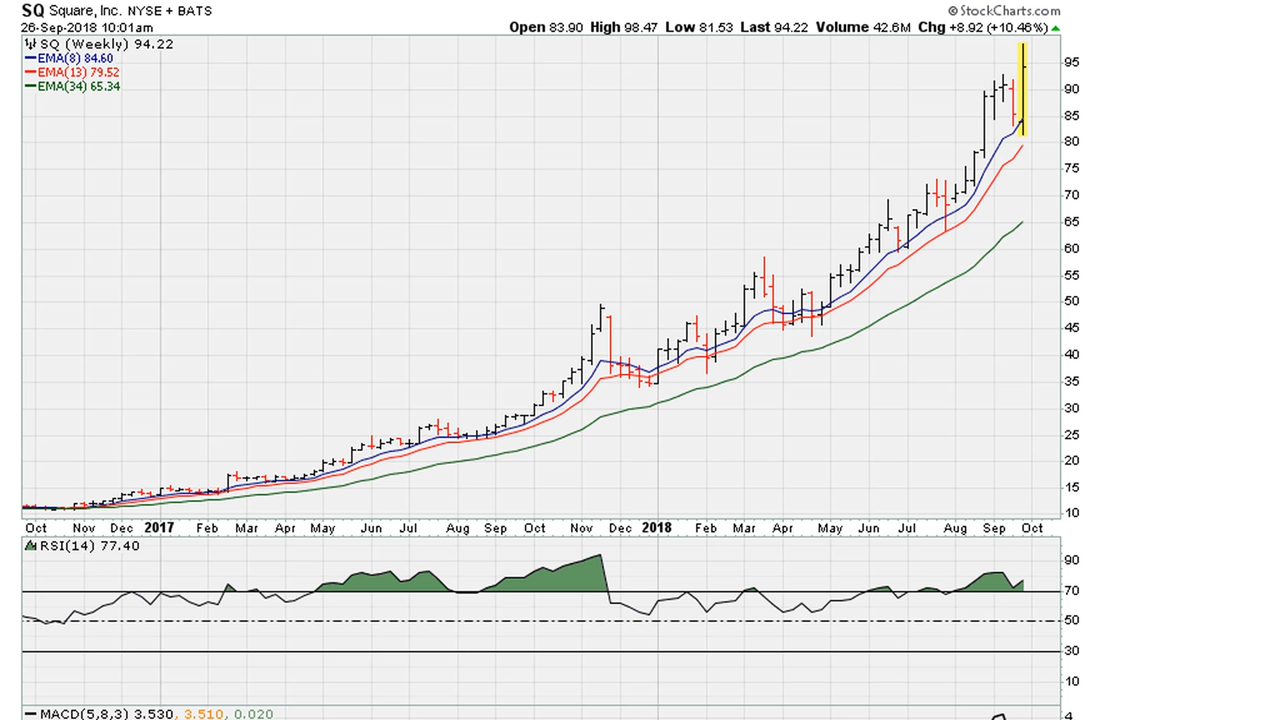 SQ Square, Inc. NYSE + BATS © StockCharts.com
26-Sep-2018 10:01am Open 83.90 High 98.47 Low 81.53 Last 94.22 Volume 42.6M Chg +8.92 (+10.46%)
SQ (Weekly) 94.22
EMA(8) 84.60
EMA(13) 79.52
EMA(34) 65.34
95
90
85
80
75
70
65
60
55
50
45
40
35
30
25
20
15
10
Oct Nov Dec 2017 Feb Mar Apr May Jun Jul Aug Sep Oct Nov Dec 2018 Feb Mar Apr May Jun Jul Aug Sep Oct
RSI(14) 77.40
90
70
50
30
10
MACD(5,8,3) 3.530, 3.510, 0.020
4